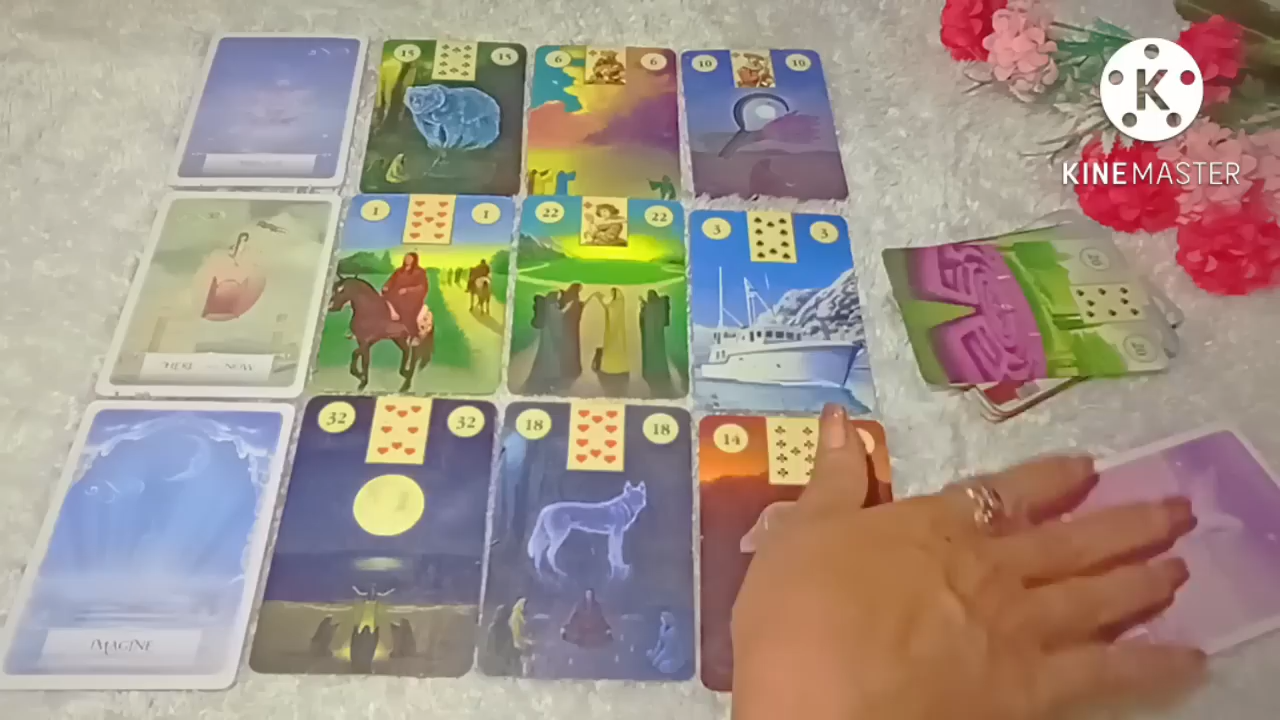 15 15
6 6
10 10
K
KINEMASTER
1 1
22 22
3 3
HERE NOW
32 32
18 18
14
IMAGINE